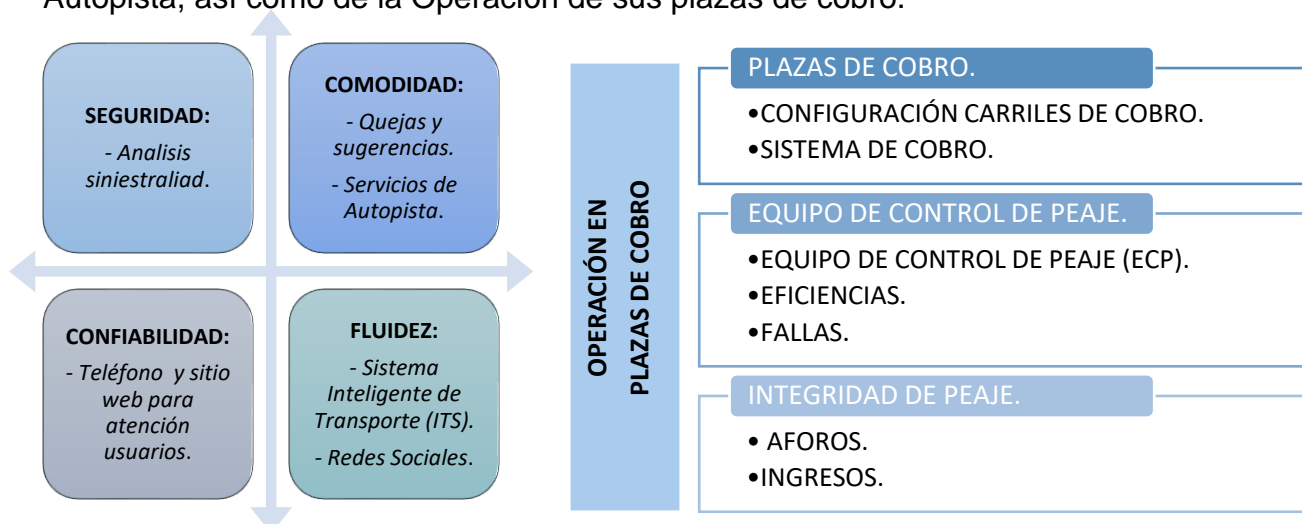 Autopista, así como de la Operación de sus plazas de cobro.
SEGURIDAD:
- Analisis
siniestraliad.
COMODIDAD:
- Quejas y
sugerencias.
- Servicios de
Autopista.
CONFIABILIDAD:
- Teléfono y sitio
web para
atención
usuarios.
FLUIDEZ:
- Sistema
Inteligente de
Transporte (ITS).
- Redes Sociales.
OPERACIÓN EN
PLAZAS DE COBRO
PLAZAS DE COBRO.
•CONFIGURACIÓN CARRILES DE COBRO.
•SISTEMA DE COBRO.
EQUIPO DE CONTROL DE PEAJE.
•EQUIPO DE CONTROL DE PEAJE (ECP).
•EFICIENCIAS.
•FALLAS.
INTEGRIDAD DE PEAJE.
• AFOROS.
•INGRESOS.